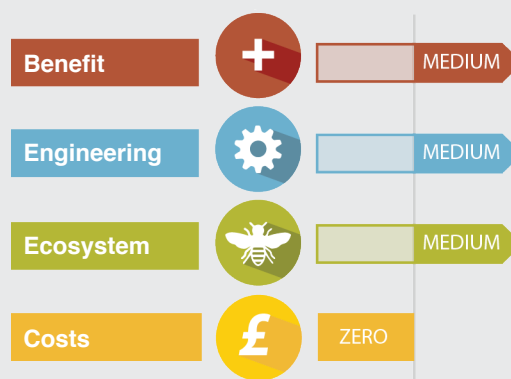 Benefit + MEDIUM
Engineering MEDIUM
Ecosystem MEDIUM
Costs £ ZERO